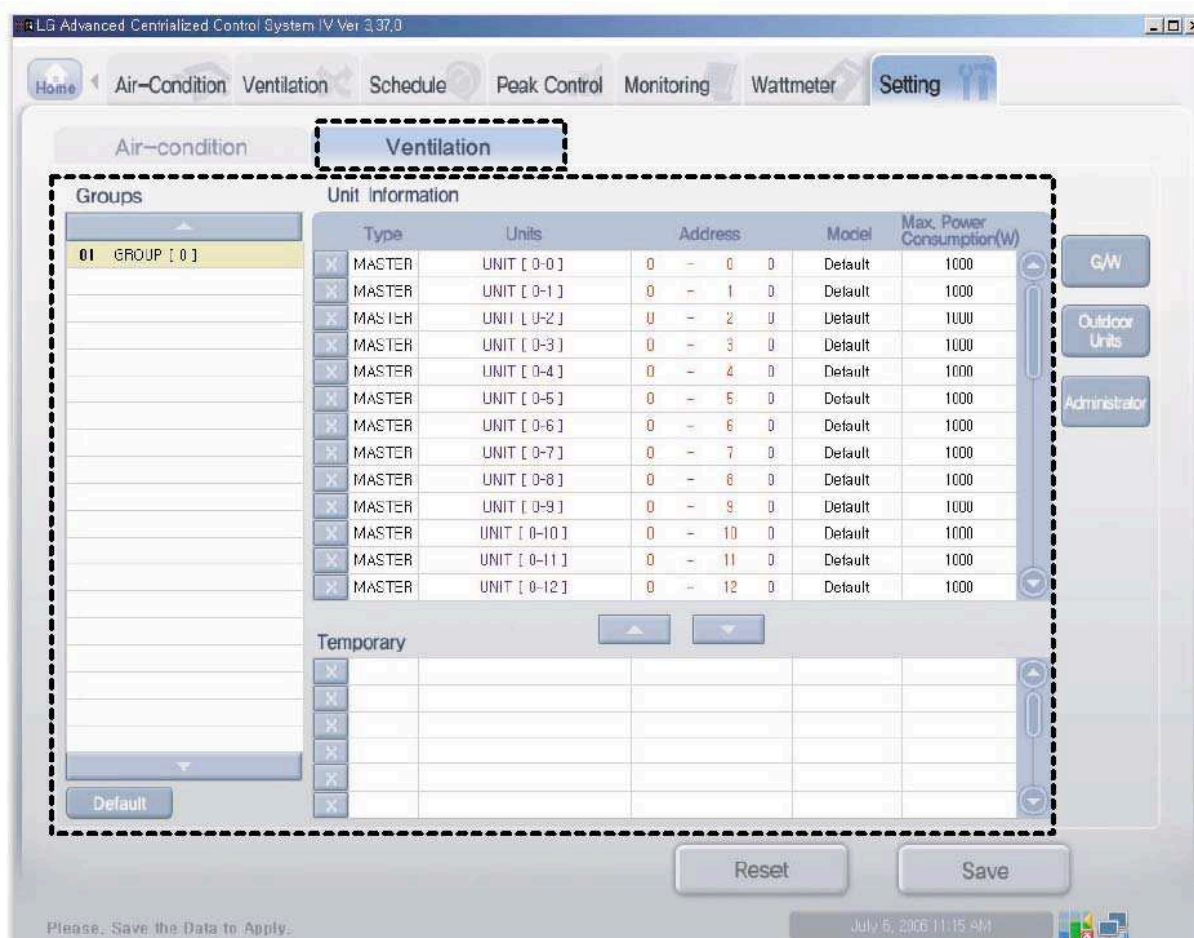 LG Advanced Centrialized Control System IV Ver 3,37,0
Home Air-Condition Ventilation Schedule Peak Control Monitoring Wattmeter Setting
Air-condition Ventilation
Groups Unit Information
Type Units Address Model Max. Power Consumption(W)
01 GROUP [ 0 ]
X MASTER UNIT [ 0-0 ] 0 - 0 0 Default 1000
X MASTER UNIT [ 0-1 ] 0 - 1 0 Default 1000
X MASTER UNIT [ 0-2 ] 0 - 2 0 Default 1000
X MASTER UNIT [ 0-3 ] 0 - 3 0 Default 1000
X MASTER UNIT [ 0-4 ] 0 - 4 0 Default 1000
X MASTER UNIT [ 0-5 ] 0 - 5 0 Default 1000
X MASTER UNIT [ 0-6 ] 0 - 6 0 Default 1000
X MASTER UNIT [ 0-7 ] 0 - 7 0 Default 1000
X MASTER UNIT [ 0-8 ] 0 - 8 0 Default 1000
X MASTER UNIT [ 0-9 ] 0 - 9 0 Default 1000
X MASTER UNIT [ 0-10 ] 0 - 10 0 Default 1000
X MASTER UNIT [ 0-11 ] 0 - 11 0 Default 1000
X MASTER UNIT [ 0-12 ] 0 - 12 0 Default 1000
G/W
Outdoor Units
Administrator
Temporary
X
X
X
X
X
X
Default
Reset Save
Please, Save the Data to Apply.
July 6, 2006 11:15 AM